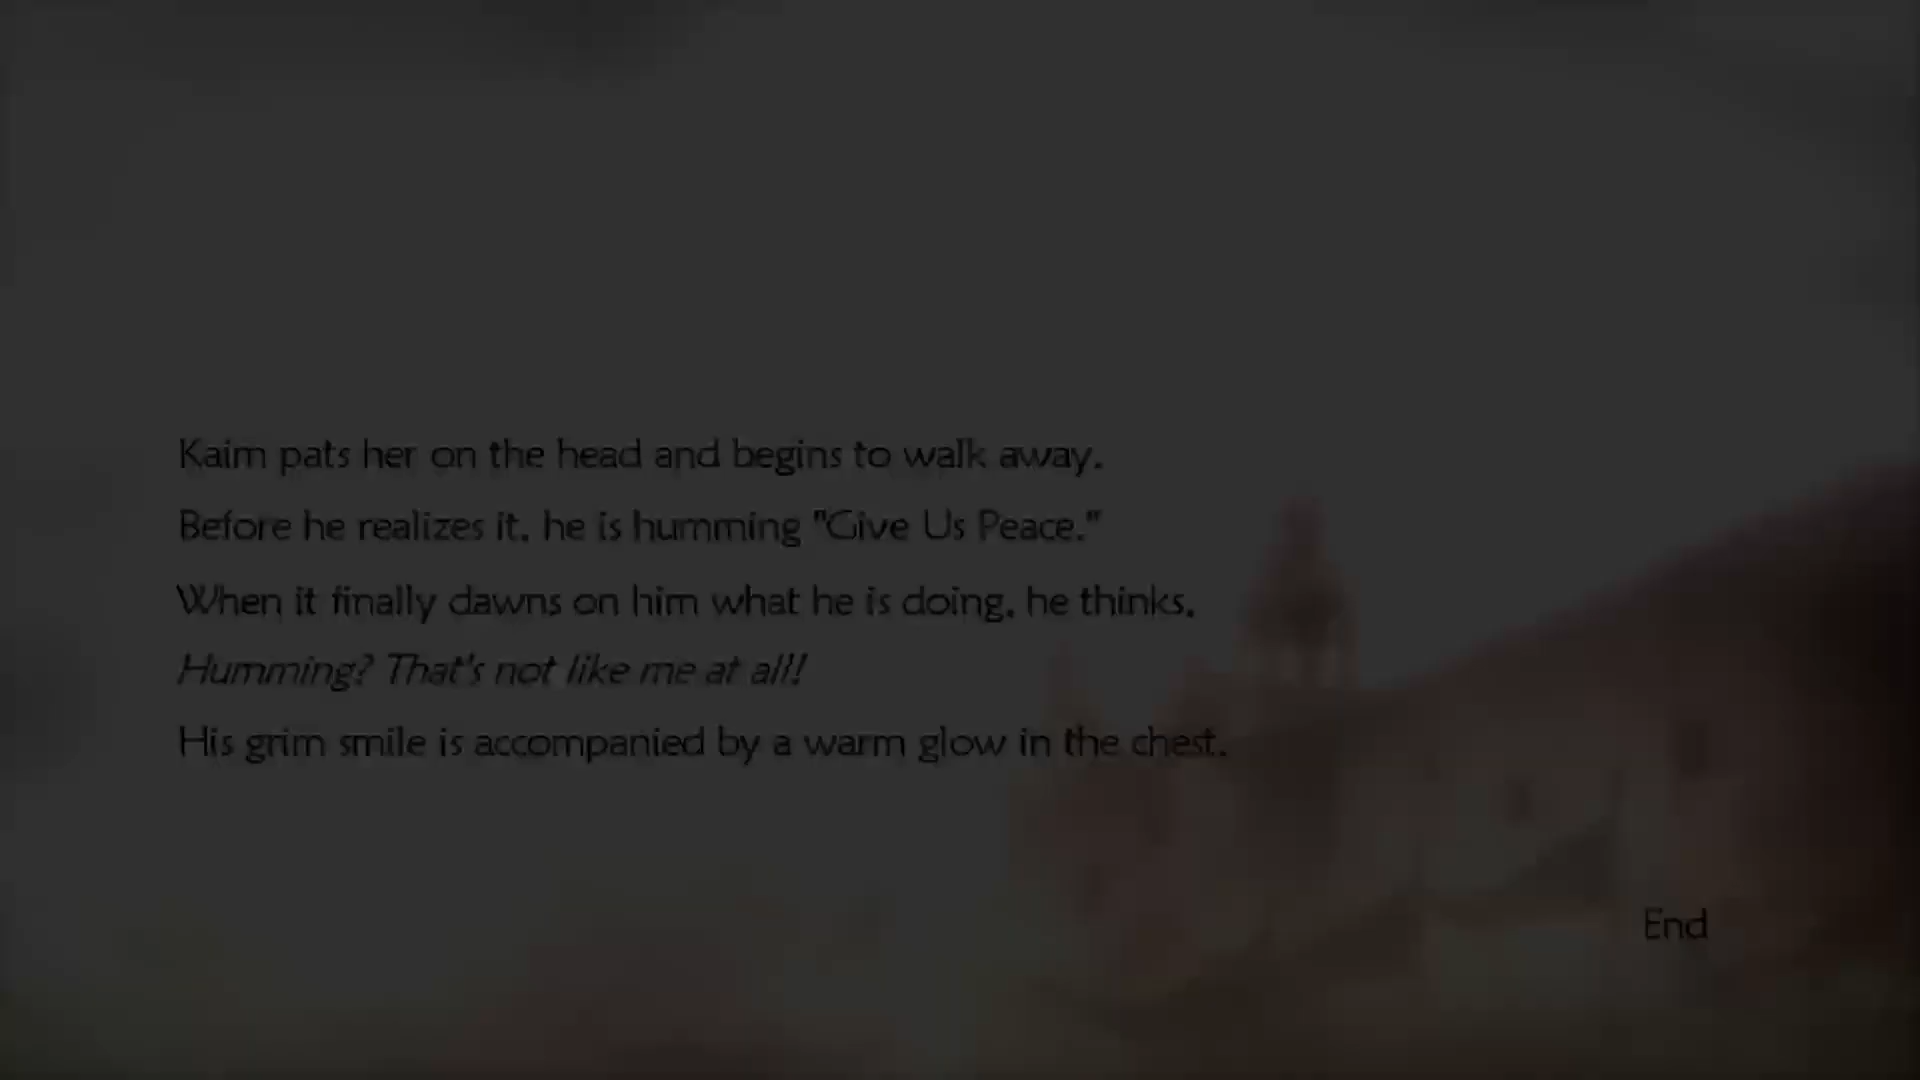 Kaim pats her on the head and begins to walk away.
Before he realizes it, he is humming "Give Us Peace."
When it finally dawns on him what he is doing, he thinks,
Humming? That's not like me at all!
His grim smile is accompanied by a warm glow in the chest.
End